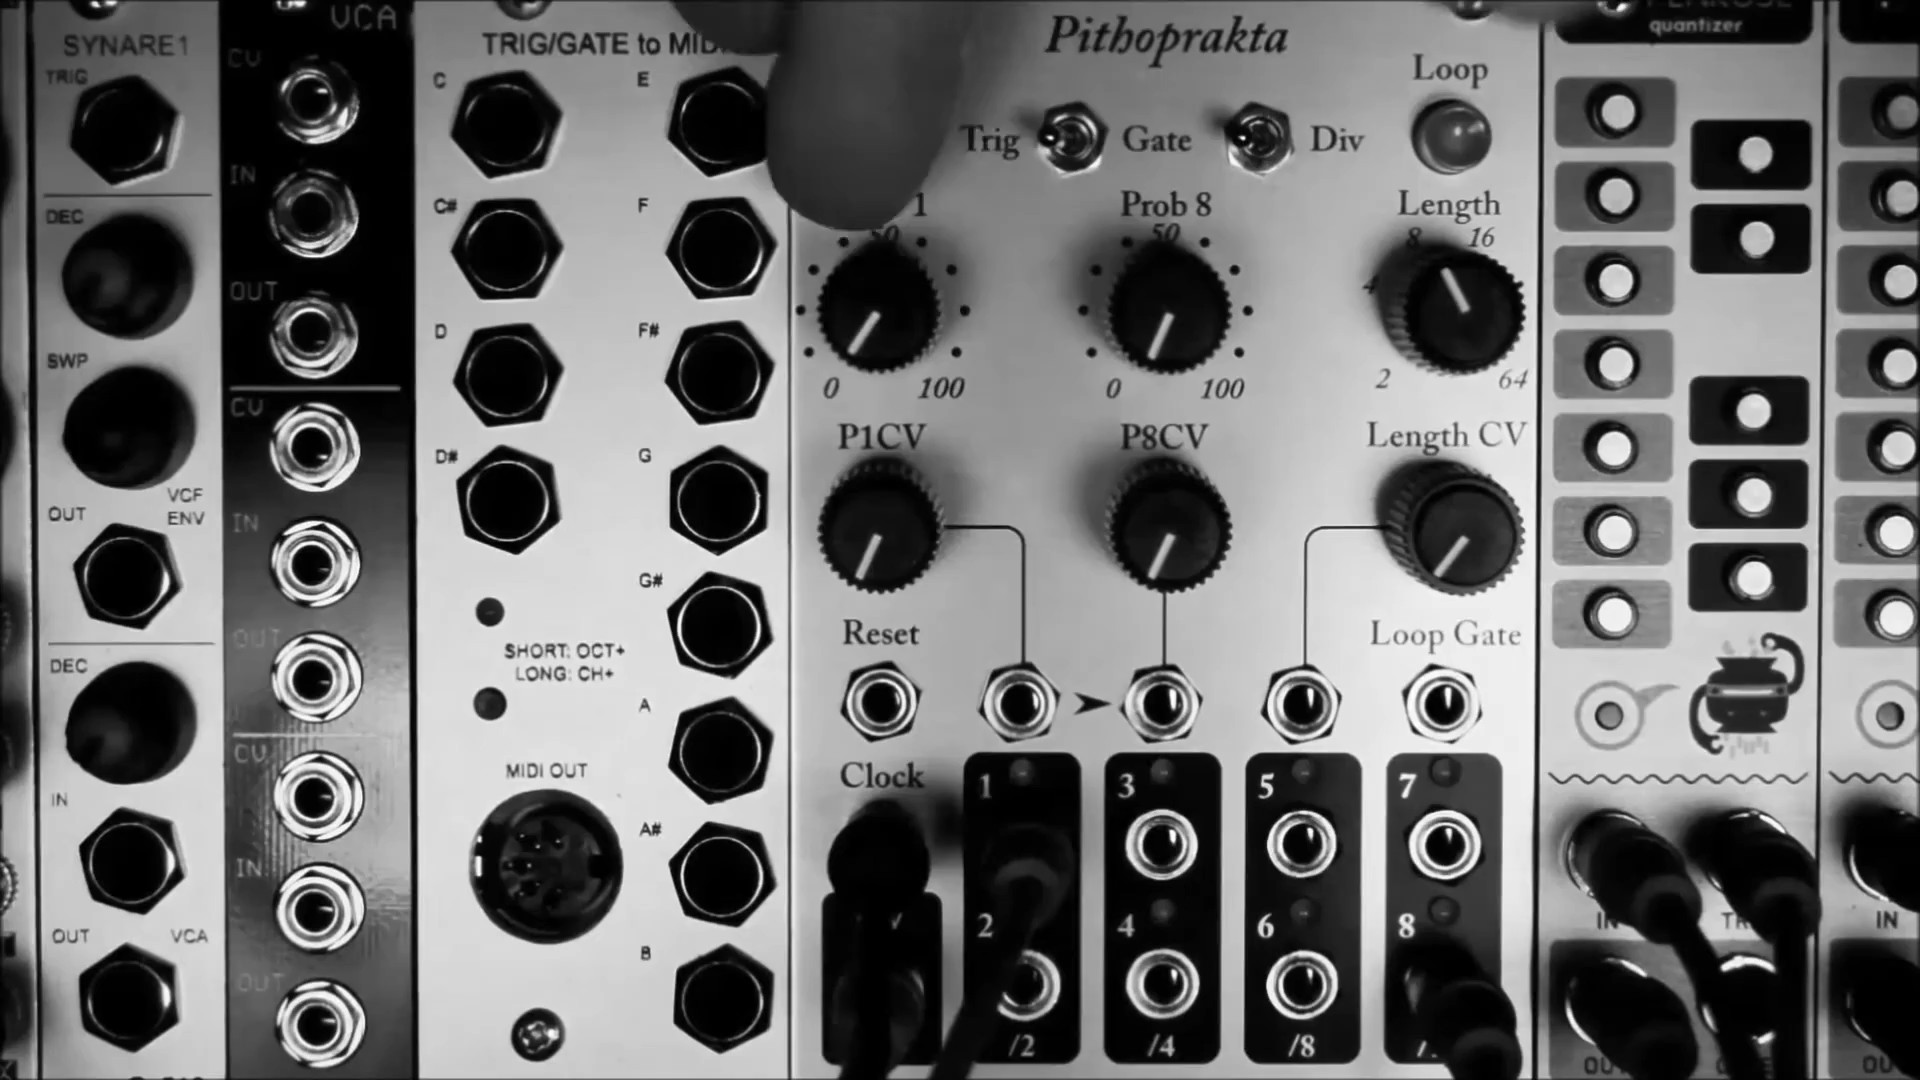 SYNARE1
TRIG
DEC
SWP
OUT
VCF
ENV
DEC
IN
OUT
VCA
VCA
CV
IN
OUT
CV
IN
OUT
CV
IN
OUT
TRIG/GATE to
C
E
C#
F
D
F#
D#
G
G#
SHORT: OCT+
LONG: CH+
A
MIDI OUT
A#
B
Pithoprakta
Loop
Trig
Gate
Div
1
Prob 8
Length
50
50
8
16
4
0
100
0
100
2
64
P1CV
P8CV
Length CV
Reset
Loop Gate
Clock
1
3
5
7
2
4
6
8
/2
/4
/8
quantizer
IN
IN